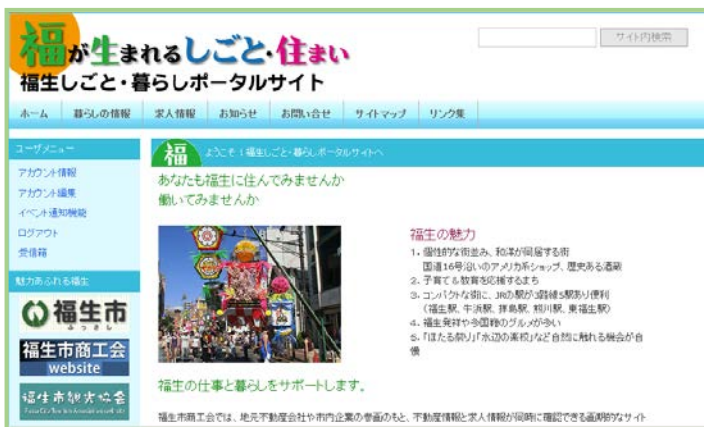 福が生まれるしごと・住まい
サイト内検索
福生しごと・暮らしポータルサイト
ホーム 暮らしの情報 求人情報 お知らせ お問い合せ サイトマップ リンク集
ユーザメニュー
アカウント情報
アカウント編集
イベント通知機能
ログアウト
受信箱
魅力あふれる福生
福生市
ふっさし
福生市商工会
website
福生市観光協会
福 ようこそ!福生しごと・暮らしポータルサイトへ
あなたも福生に住んでみませんか
働いてみませんか
福生の魅力
1. 個性的な街並み、和洋が同居する街
国道16号沿いのアメリカ系ショップ、歴史ある酒蔵
2. 子育て&教育を応援するまち
3. コンパクトな街に、JRの駅が3路線5駅あり便利
(福生駅、牛浜駅、拝島駅、熊川駅、東福生駅)
4. 福生発祥や多国籍のグルメが多い
5. 「ほたる祭り」「水辺の楽校」など自然に触れる機会が自
慢
福生の仕事と暮らしをサポートします。
福生市商工会では、地元不動産会社や市内企業の参画のもと、不動産情報と求人情報が同時に確認できる画期的なサイト